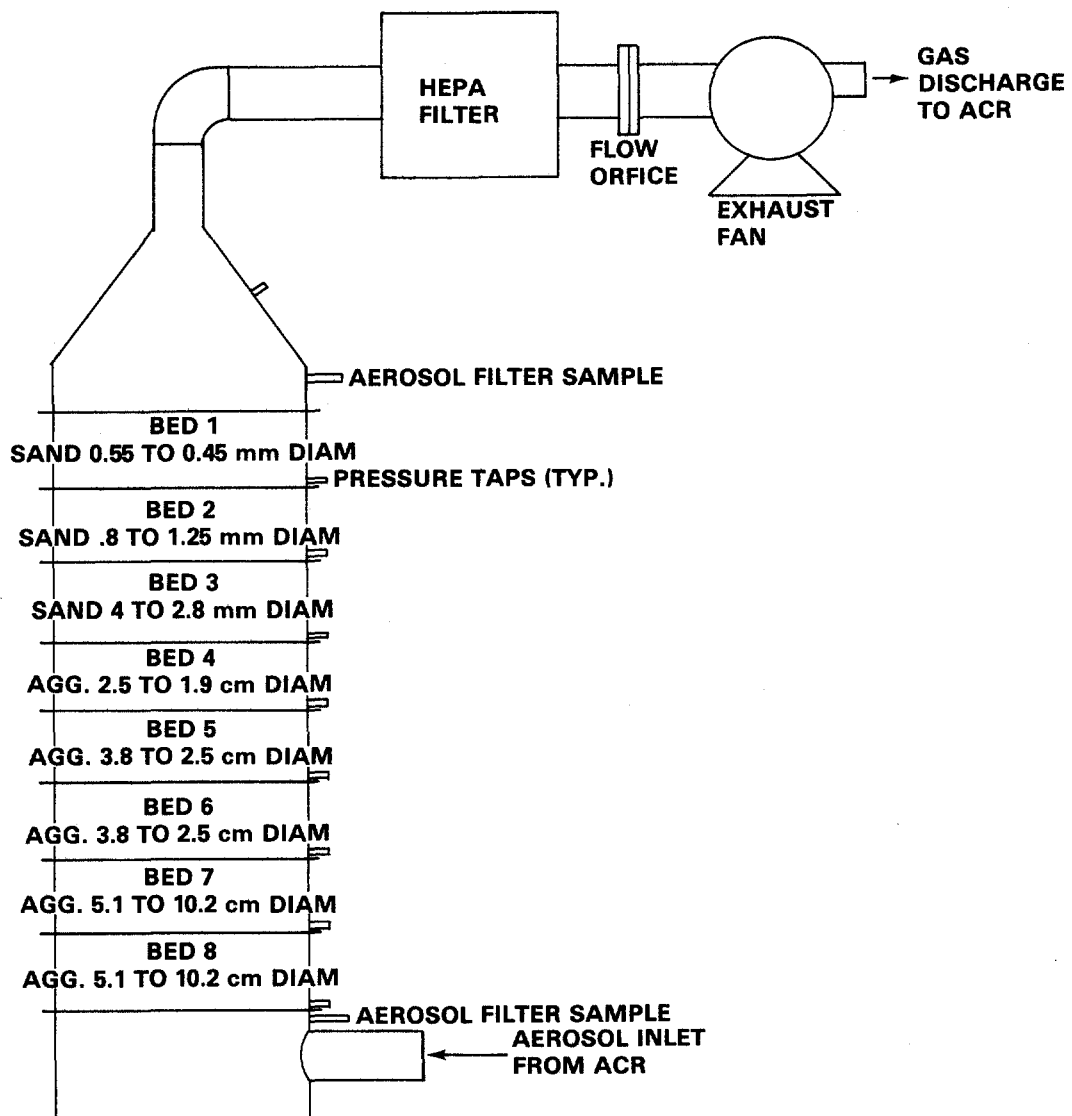 HEPA
FILTER
FLOW
ORFICE
EXHAUST
FAN
GAS
DISCHARGE
TO ACR
AEROSOL FILTER SAMPLE
BED 1
SAND 0.55 TO 0.45 mm DIAM
PRESSURE TAPS (TYP.)
BED 2
SAND .8 TO 1.25 mm DIAM
BED 3
SAND 4 TO 2.8 mm DIAM
BED 4
AGG. 2.5 TO 1.9 cm DIAM
BED 5
AGG. 3.8 TO 2.5 cm DIAM
BED 6
AGG. 3.8 TO 2.5 cm DIAM
BED 7
AGG. 5.1 TO 10.2 cm DIAM
BED 8
AGG. 5.1 TO 10.2 cm DIAM
AEROSOL FILTER SAMPLE
AEROSOL INLET
FROM ACR